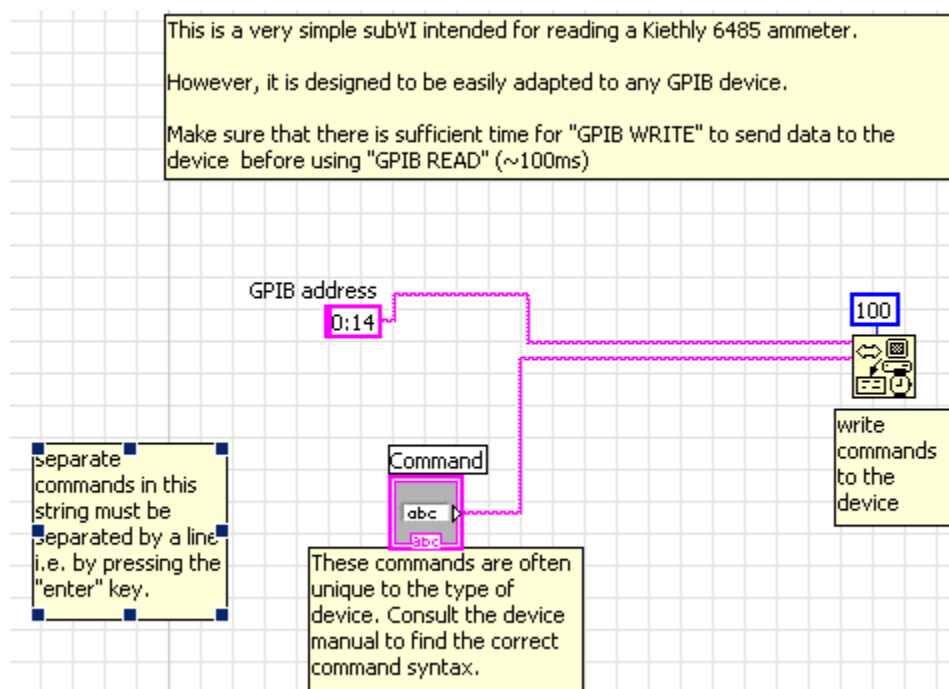 This is a very simple subVI intended for reading a Kiethly 6485 ammeter.
However, it is designed to be easily adapted to any GPIB device.
Make sure that there is sufficient time for "GPIB WRITE" to send data to the
device before using "GPIB READ" (~100ms)
GPIB address
0:14
100
write
commands
to the
device
separate
commands in this
string must be
separated by a line
i.e. by pressing the
"enter" key.
Command
abc
abc
These commands are often
unique to the type of
device. Consult the device
manual to find the correct
command syntax.